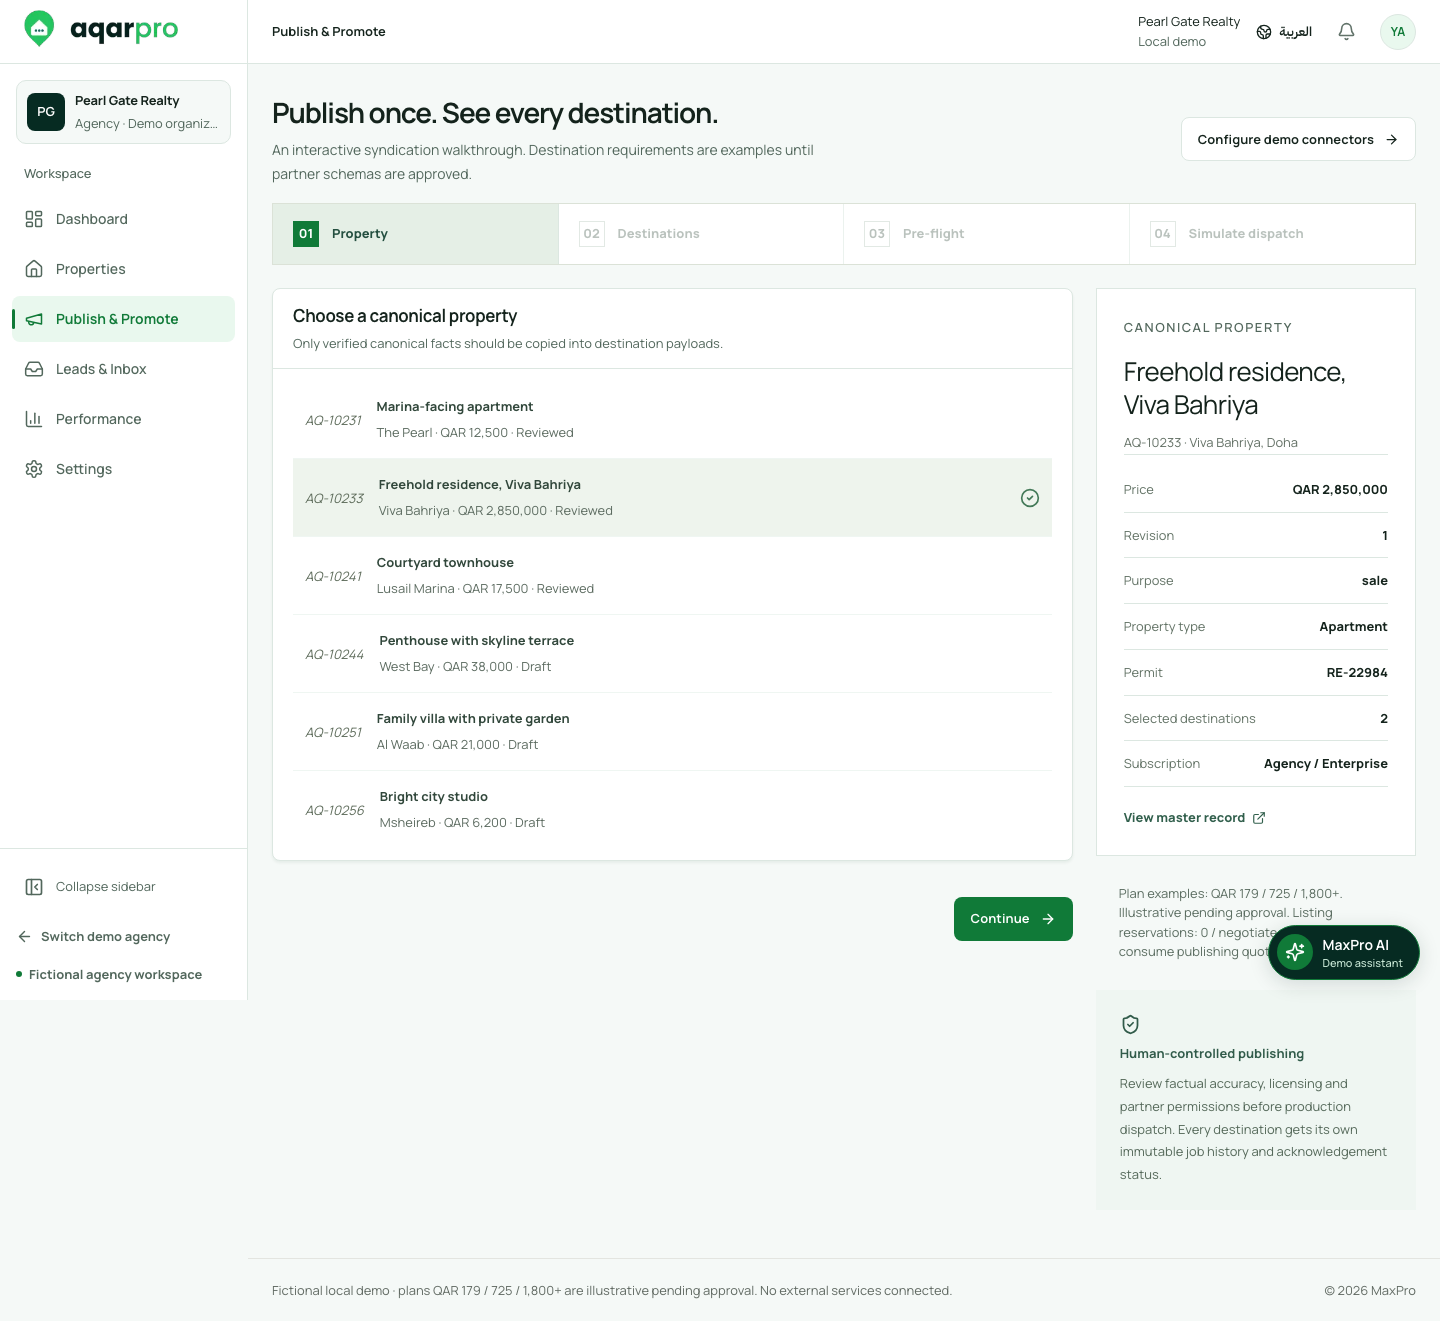 aqarpro
Publish & Promote
Pearl Gate Realty
Local demo
العربية
YA
PG
Pearl Gate Realty
Agency · Demo organiz...
Workspace
Dashboard
Properties
Publish & Promote
Leads & Inbox
Performance
Settings
Collapse sidebar
Switch demo agency
Fictional agency workspace
Publish once. See every destination.
An interactive syndication walkthrough. Destination requirements are examples until
partner schemas are approved.
Configure demo connectors
01 Property
02 Destinations
03 Pre-flight
04 Simulate dispatch
Choose a canonical property
Only verified canonical facts should be copied into destination payloads.
AQ-10231
Marina-facing apartment
The Pearl · QAR 12,500 · Reviewed
AQ-10233
Freehold residence, Viva Bahriya
Viva Bahriya · QAR 2,850,000 · Reviewed
AQ-10241
Courtyard townhouse
Lusail Marina · QAR 17,500 · Reviewed
AQ-10244
Penthouse with skyline terrace
West Bay · QAR 38,000 · Draft
AQ-10251
Family villa with private garden
Al Waab · QAR 21,000 · Draft
AQ-10256
Bright city studio
Msheireb · QAR 6,200 · Draft
Continue
CANONICAL PROPERTY
Freehold residence,
Viva Bahriya
AQ-10233 · Viva Bahriya, Doha
Price QAR 2,850,000
Revision 1
Purpose sale
Property type Apartment
Permit RE-22984
Selected destinations 2
Subscription Agency / Enterprise
View master record
Plan examples: QAR 179 / 725 / 1,800+.
Illustrative pending approval. Listing
reservations: 0 / negotiate
consume publishing
MaxPro AI
Demo assistant
Human-controlled publishing
Review factual accuracy, licensing and
partner permissions before production
dispatch. Every destination gets its own
immutable job history and acknowledgement
status.
Fictional local demo · plans QAR 179 / 725 / 1,800+ are illustrative pending approval. No external services connected.
© 2026 MaxPro